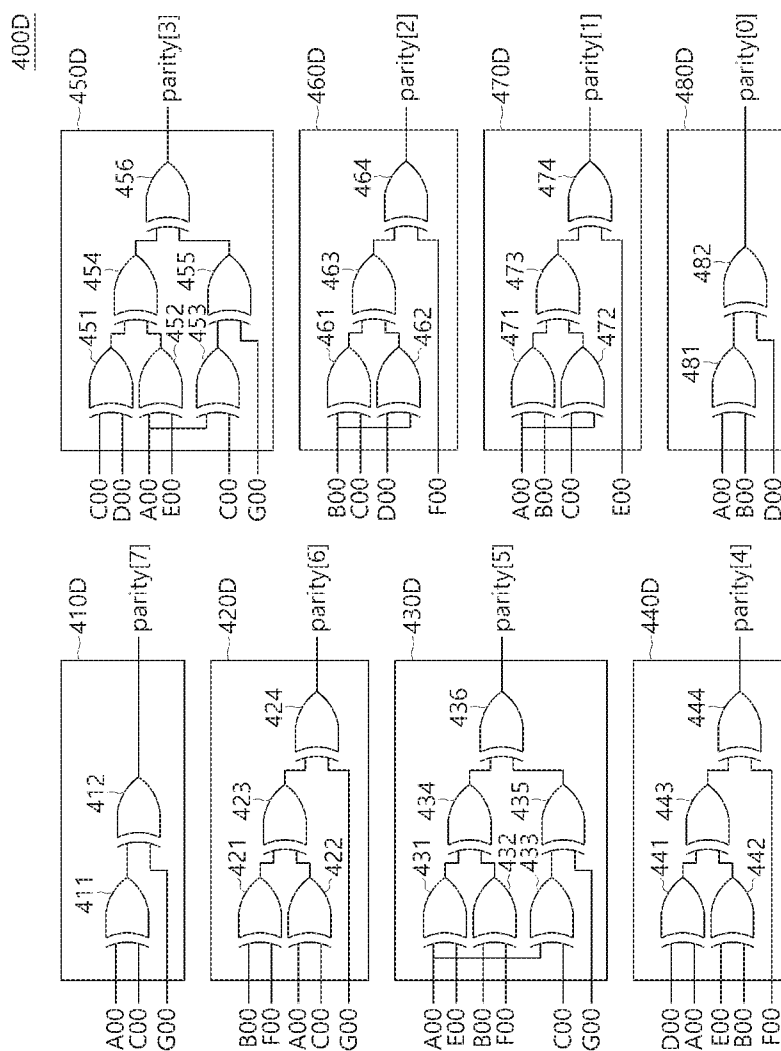 400D
410D
411
412
A00
C00
G00
parity[7]
420D
421
422
423
424
B00
F00
A00
C00
G00
parity[6]
430D
431
432
433
434
435
436
A00
E00
B00
F00
C00
G00
parity[5]
440D
441
442
443
444
D00
A00
E00
B00
F00
parity[4]
450D
451
452
453
454
455
456
C00
D00
A00
E00
C00
G00
parity[3]
460D
461
462
463
464
B00
C00
D00
F00
parity[2]
470D
471
472
473
474
A00
B00
C00
E00
parity[1]
480D
481
482
A00
B00
D00
parity[0]